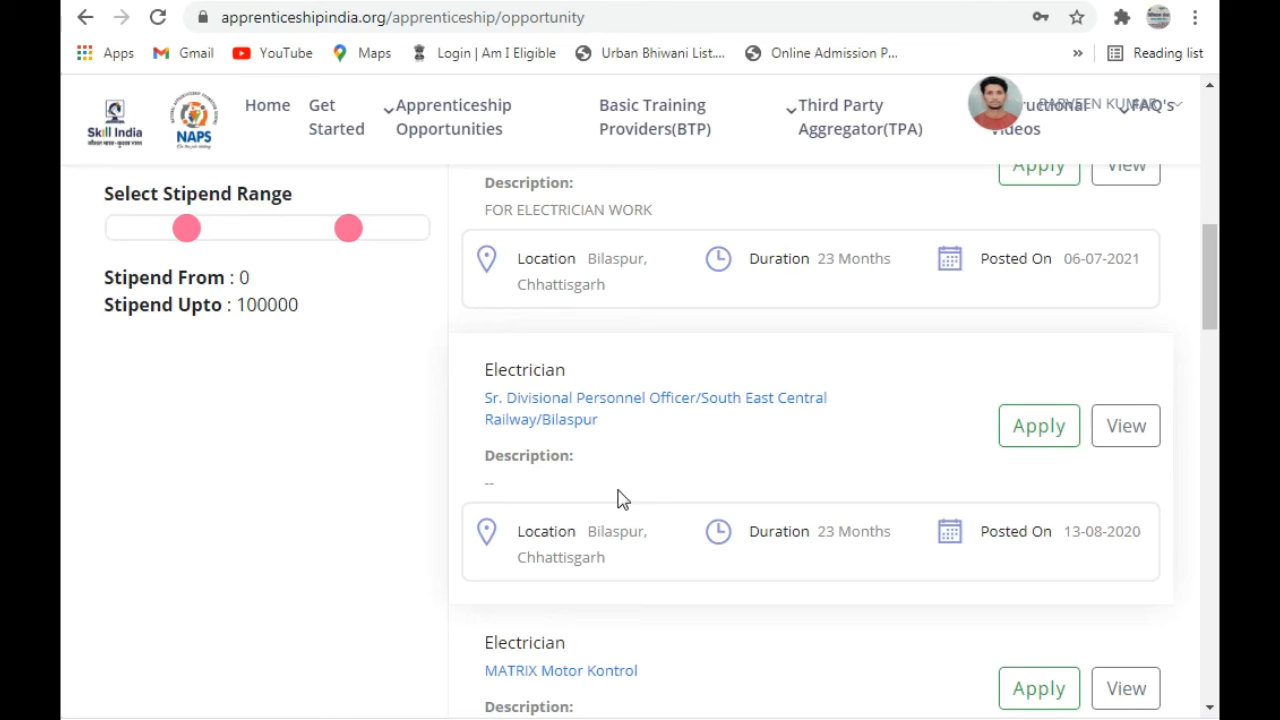 apprenticeshipindia.org/apprenticeship/opportunity
Apps Gmail YouTube Maps Login | Am I Eligible Urban Bhiwani List.... Online Admission P... » Reading list
Skill India
NAPS
Home
Get Started
Apprenticeship Opportunities
Basic Training Providers(BTP)
Third Party Aggregator(TPA)
PARVEEN KUMAR
FAQ's
Select Stipend Range
Stipend From : 0
Stipend Upto : 100000
Apply View
Description:
FOR ELECTRICIAN WORK
Location Bilaspur, Duration 23 Months Posted On 06-07-2021
Chhattisgarh
Electrician
Sr. Divisional Personnel Officer/South East Central
Railway/Bilaspur
Apply View
Description:
--
Location Bilaspur, Duration 23 Months Posted On 13-08-2020
Chhattisgarh
Electrician
MATRIX Motor Kontrol
Apply View
Description: